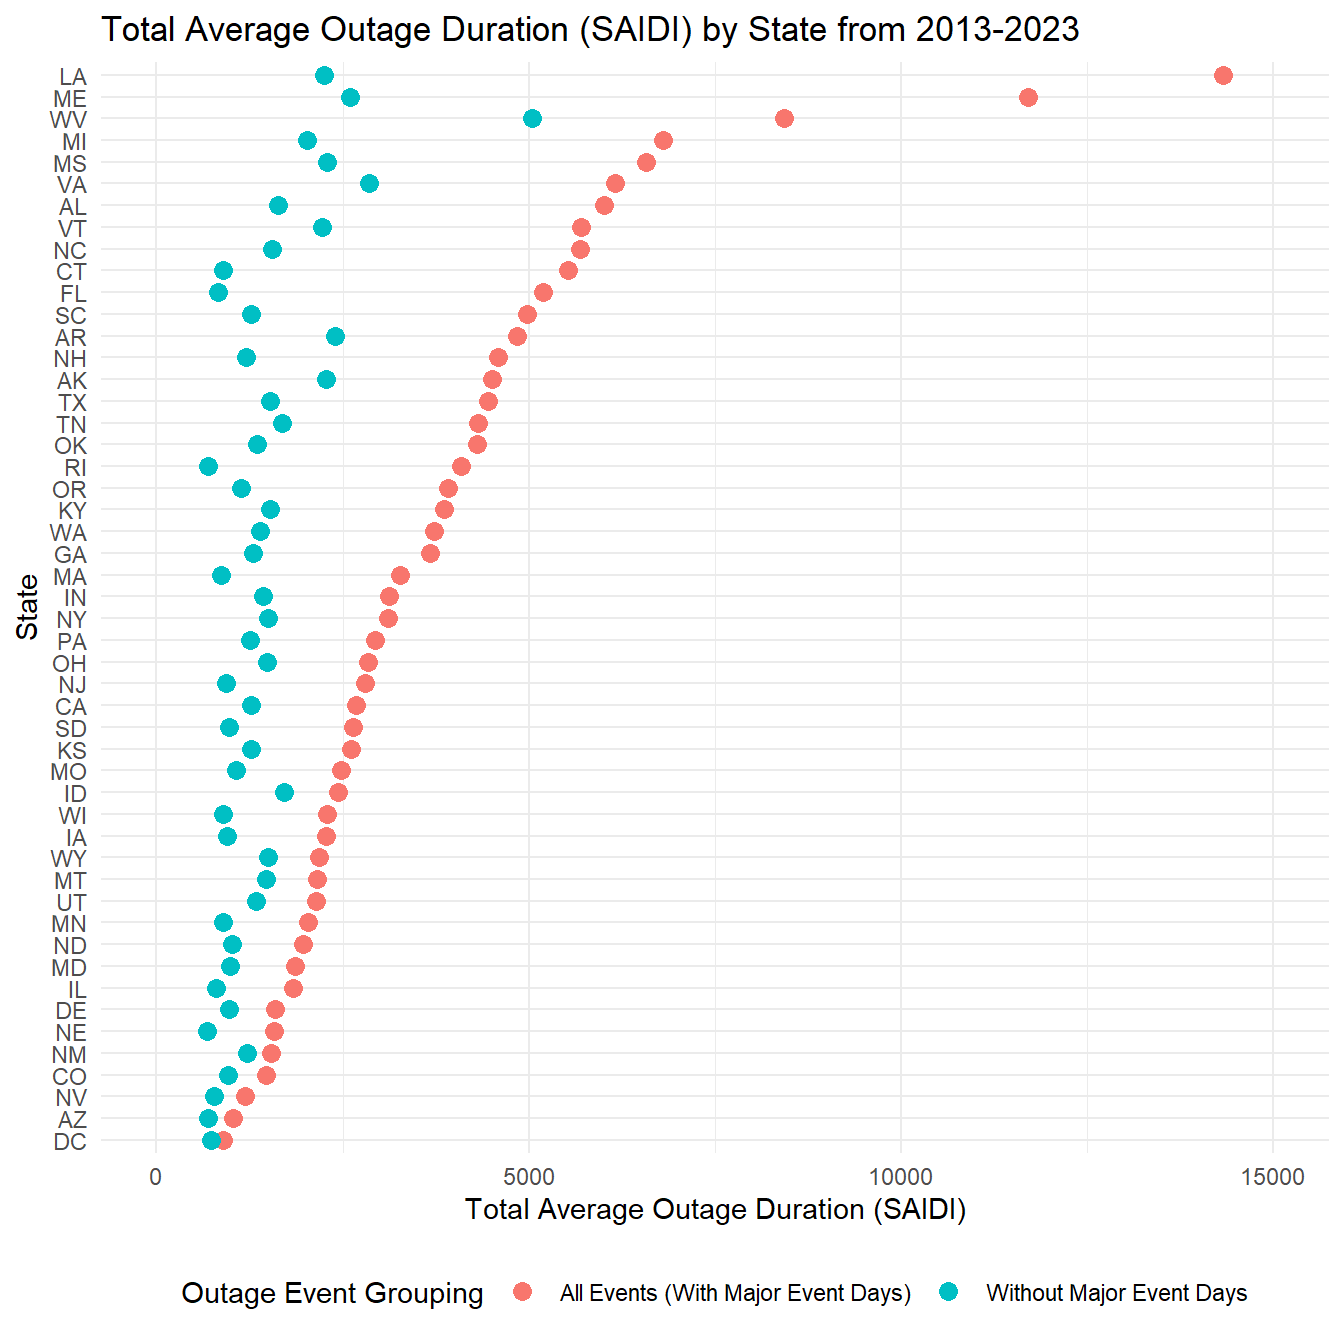 Total Average Outage Duration (SAIDI) by State from 2013-2023
LA
ME
WV
MI
MS
VA
AL
VT
NC
CT
FL
SC
AR
NH
AK
TX
TN
OK
RI
OR
KY
WA
GA
MA
IN
NY
PA
OH
NJ
CA
SD
KS
MO
ID
WI
IA
WY
MT
UT
MN
ND
MD
IL
DE
NE
NM
CO
NV
AZ
DC
State
0 5000 10000 15000
Total Average Outage Duration (SAIDI)
Outage Event Grouping All Events (With Major Event Days) Without Major Event Days